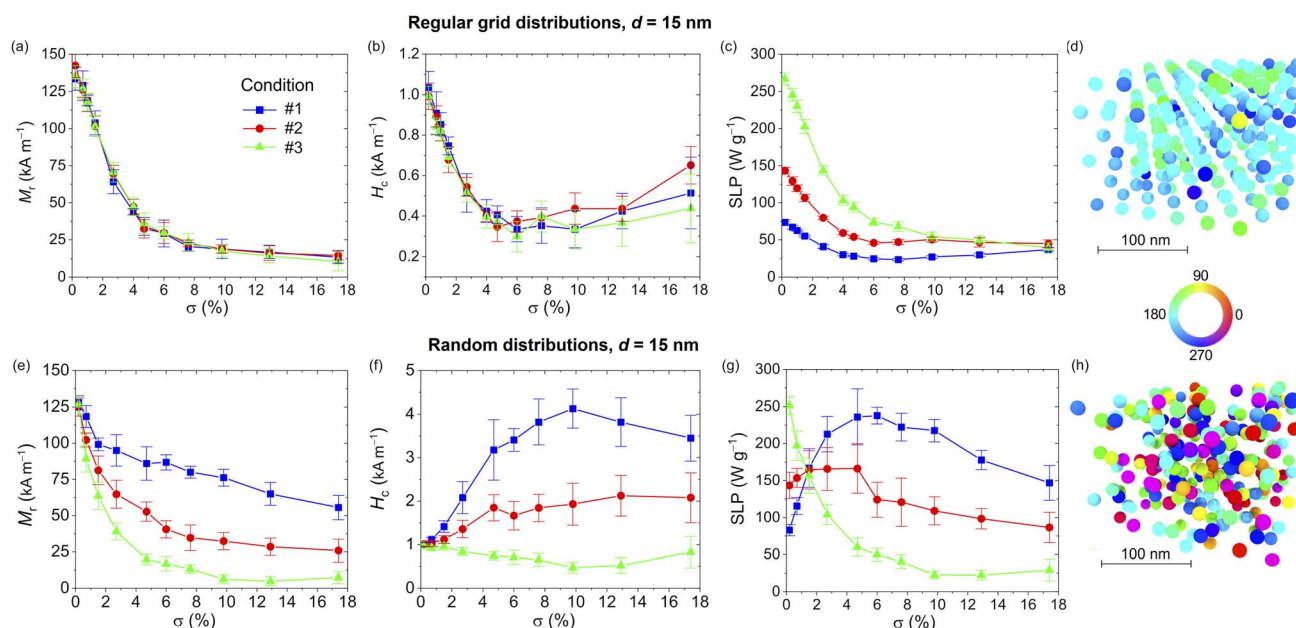 Regular grid distributions, d = 15 nm
(a)
150
125
100
75
50
25
0
Mr (kA m−1)
0 2 4 6 8 10 12 14 16 18
σ (%)
Condition
#1
#2
#3
(b)
1.2
1.0
0.8
0.6
0.4
0.2
Hc (kA m−1)
0 2 4 6 8 10 12 14 16 18
σ (%)
(c)
300
250
200
150
100
50
0
SLP (W g−1)
0 2 4 6 8 10 12 14 16 18
σ (%)
(d)
100 nm
90
180 0
270
Random distributions, d = 15 nm
(e)
150
125
100
75
50
25
0
Mr (kA m−1)
0 2 4 6 8 10 12 14 16 18
σ (%)
(f)
5
4
3
2
1
0
Hc (kA m−1)
0 2 4 6 8 10 12 14 16 18
σ (%)
(g)
300
250
200
150
100
50
0
SLP (W g−1)
0 2 4 6 8 10 12 14 16 18
σ (%)
(h)
100 nm